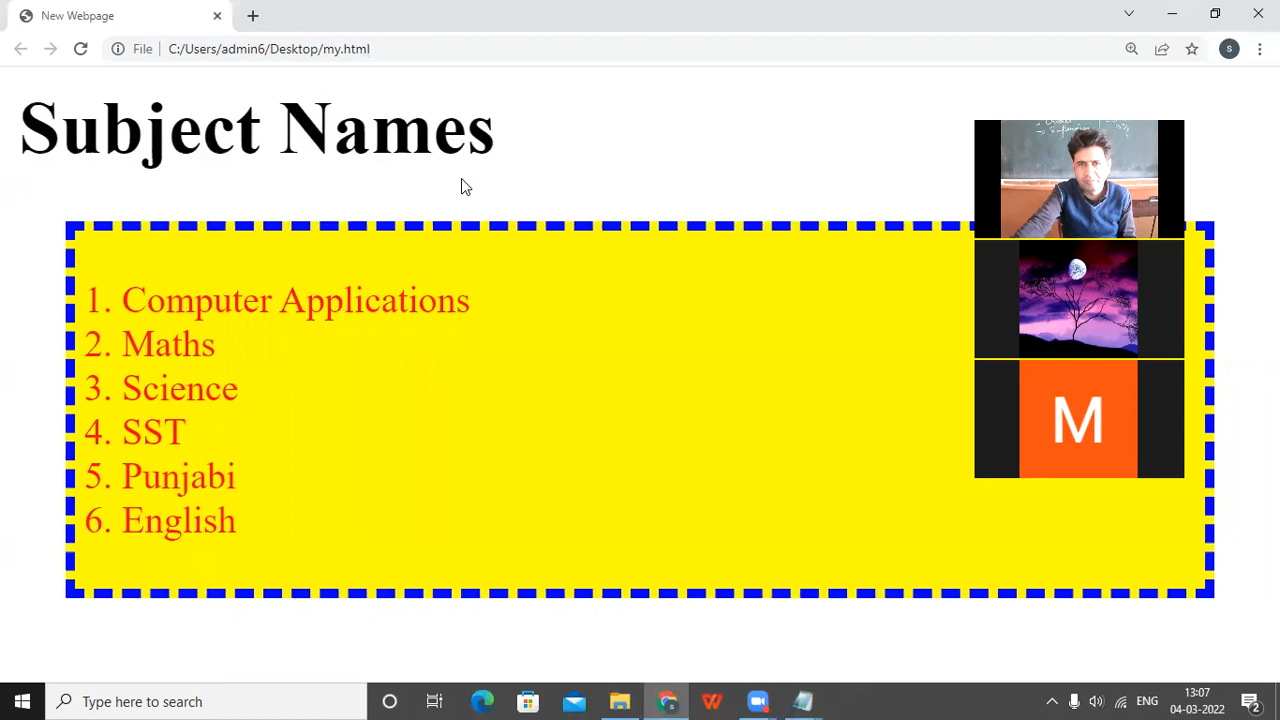 New Webpage
File
C:/Users/admin6/Desktop/my.html
S
Subject Names
1. Computer Applications
2. Maths
3. Science
4. SST
5. Punjabi
6. English
M
Type here to search
ENG
13:07
04-03-2022
2